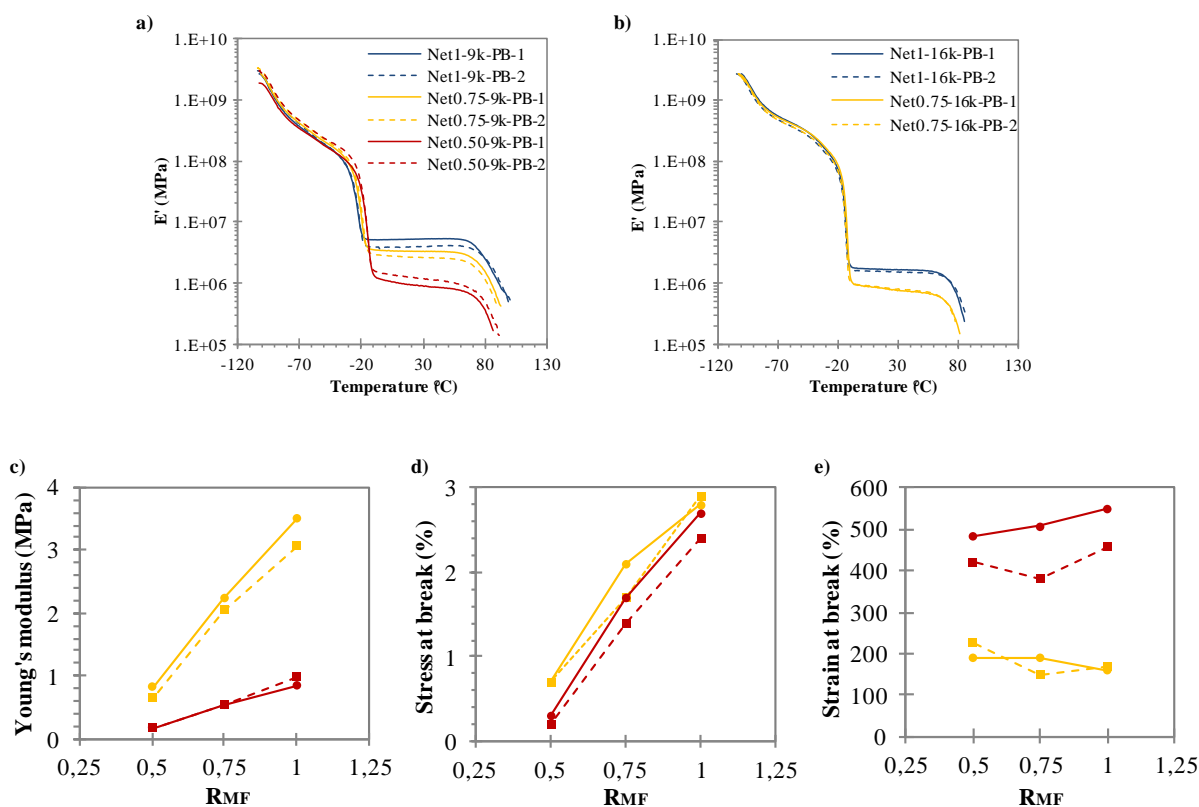 a)
1.E+10
1.E+09
1.E+08
1.E+07
1.E+06
1.E+05
E' (MPa)
-120
-70
-20
30
80
130
Temperature (ºC)
Net1-9k-PB-1
Net1-9k-PB-2
Net0.75-9k-PB-1
Net0.75-9k-PB-2
Net0.50-9k-PB-1
Net0.50-9k-PB-2
b)
1.E+10
1.E+09
1.E+08
1.E+07
1.E+06
1.E+05
E' (MPa)
-120
-70
-20
30
80
130
Temperature (ºC)
Net1-16k-PB-1
Net1-16k-PB-2
Net0.75-16k-PB-1
Net0.75-16k-PB-2
c)
4
3
2
1
0
Young's modulus (MPa)
0,25
0,5
0,75
1
1,25
RMF
d)
3
2
1
0
Stress at break (%)
0,25
0,5
0,75
1
1,25
RMF
e)
600
500
400
300
200
100
0
Strain at break (%)
0,25
0,5
0,75
1
1,25
RMF